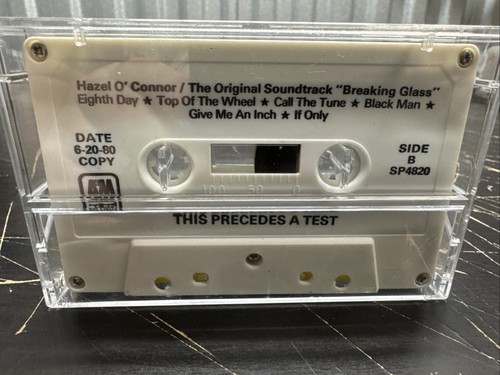 Hazel O' Connor / The Original Soundtrack "Breaking Glass"
Eighth Day ★ Top Of The Wheel ★ Call The Tune ★ Black Man ★
Give Me An Inch ★ If Only
DATE
6-20-80
COPY
SIDE
B
SP4820
100 50 0
A&M
THIS PRECEDES A TEST